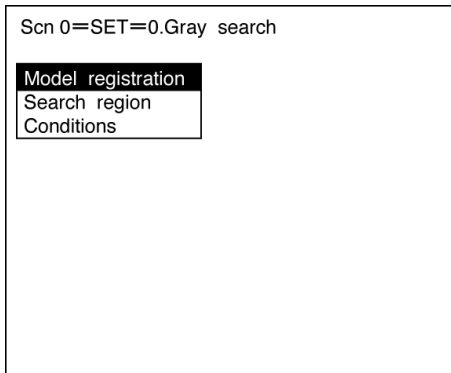 Scn 0=SET=0.Gray search
Model registration
Search region
Conditions